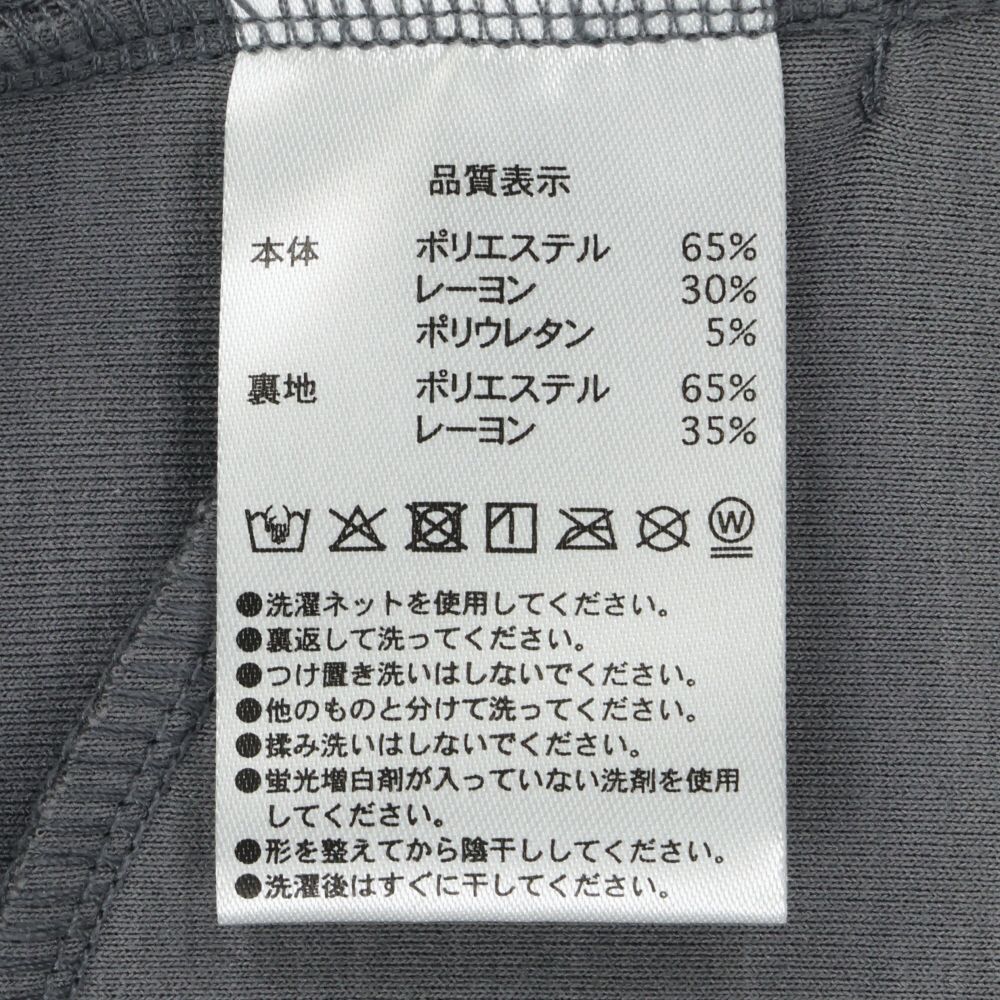 品質表示
本体 ポリエステル 65%
レーヨン 30%
ポリウレタン 5%
裏地 ポリエステル 65%
レーヨン 35%
W
●洗濯ネットを使用してください。
●裏返して洗ってください。
●つけ置き洗いはしないでください。
●他のものと分けて洗ってください。
●揉み洗いはしないでください。
●蛍光増白剤が入っていない洗剤を使用
してください。
●形を整えてから陰干ししてください。
●洗濯後はすぐに干してください。